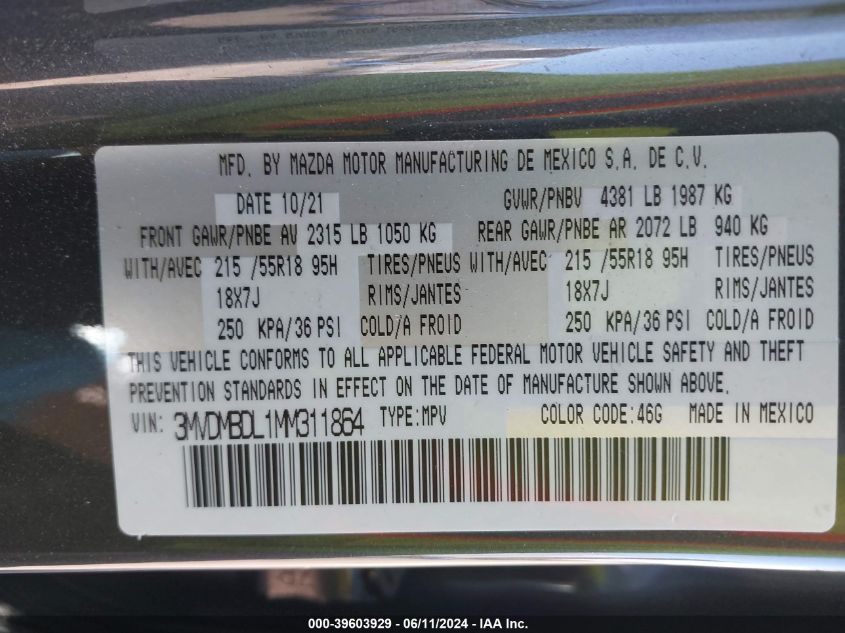 MFD. BY MAZDA MOTOR MANUFACTURING DE MEXICO S.A. DE C.V.
DATE 10/21 GVWR/PNBV 4381 LB 1987 KG
FRONT GAWR/PNBE AV 2315 LB 1050 KG REAR GAWR/PNBE AR 2072 LB 940 KG
WITH/AVEC 215 /55R18 95H TIRES/PNEUS WITH/AVEC 215 /55R18 95H TIRES/PNEUS
18X7J RIMS/JANTES 18X7J RIMS/JANTES
250 KPA/36 PSI COLD/A FROID 250 KPA/36 PSI COLD/A FROID
THIS VEHICLE CONFORMS TO ALL APPLICABLE FEDERAL MOTOR VEHICLE SAFETY AND THEFT
PREVENTION STANDARDS IN EFFECT ON THE DATE OF MANUFACTURE SHOWN ABOVE.
VIN: 3MVDMBDL1MM311864 TYPE:MPV COLOR CODE:46G MADE IN MEXICO
000-39603929 - 06/11/2024 - IAA Inc.